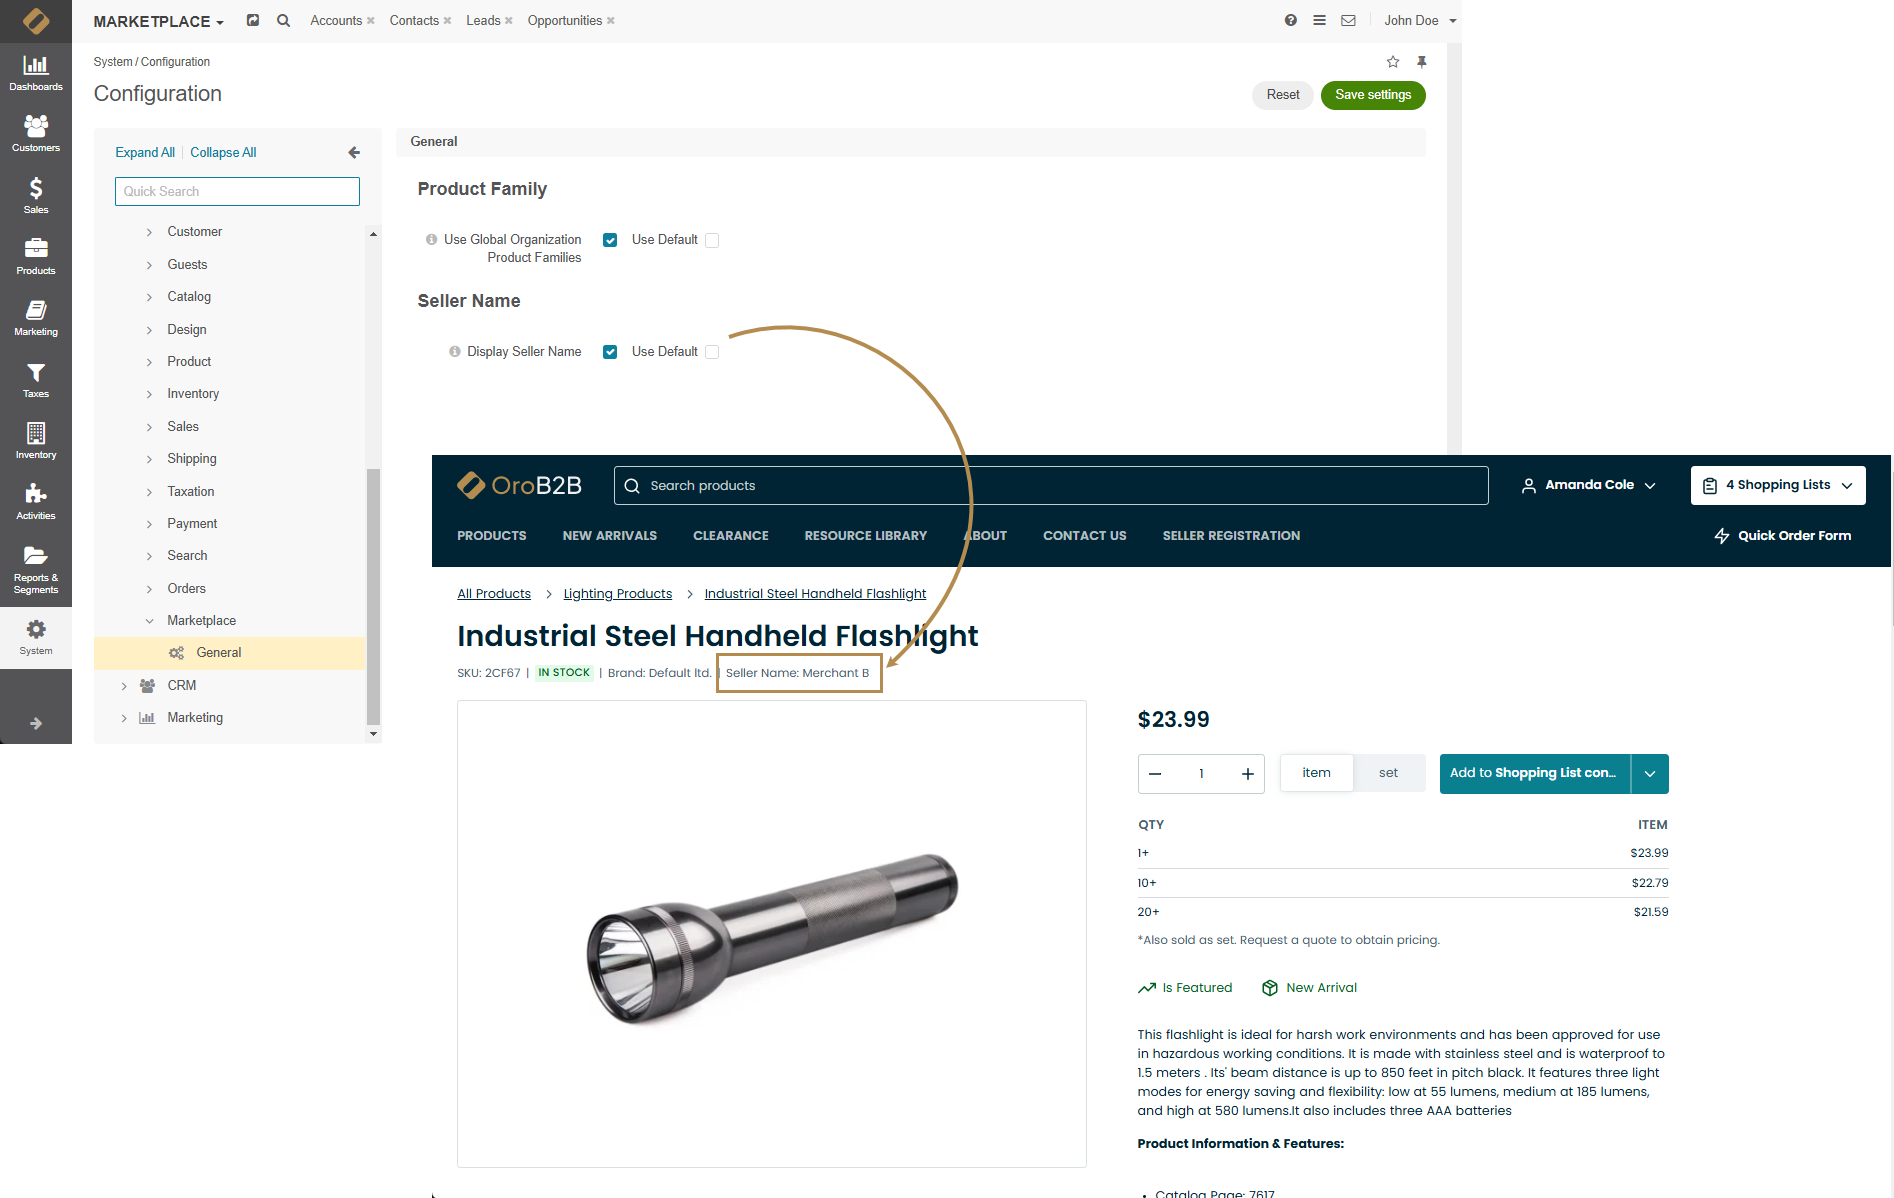 MARKETPLACE
Accounts
Contacts
Leads
Opportunities
John Doe
Dashboards
Customers
Sales
Products
Marketing
Taxes
Inventory
Activities
Reports &
Segments
System
System / Configuration
Configuration
Reset
Save settings
Expand All
Collapse All
Quick Search
Customer
Guests
Catalog
Design
Product
Inventory
Sales
Shipping
Taxation
Payment
Search
Orders
Marketplace
General
CRM
Marketing
General
Product Family
Use Global Organization
Product Families
Use Default
Seller Name
Display Seller Name
Use Default
OroB2B
Search products
Amanda Cole
4 Shopping Lists
PRODUCTS
NEW ARRIVALS
CLEARANCE
RESOURCE LIBRARY
ABOUT
CONTACT US
SELLER REGISTRATION
Quick Order Form
All Products > Lighting Products > Industrial Steel Handheld Flashlight
Industrial Steel Handheld Flashlight
SKU: 2CF67 | IN STOCK | Brand: Default ltd. | Seller Name: Merchant B
$23.99
1
item
set
Add to Shopping List con...
QTY ITEM
1+ $23.99
10+ $22.79
20+ $21.59
*Also sold as set. Request a quote to obtain pricing.
Is Featured
New Arrival
This flashlight is ideal for harsh work environments and has been approved for use
in hazardous working conditions. It is made with stainless steel and is waterproof to
1.5 meters . Its' beam distance is up to 850 feet in pitch black. It features three light
modes for energy saving and flexibility: low at 55 lumens, medium at 185 lumens,
and high at 580 lumens.It also includes three AAA batteries
Product Information & Features:
• Catalog Page: 7617